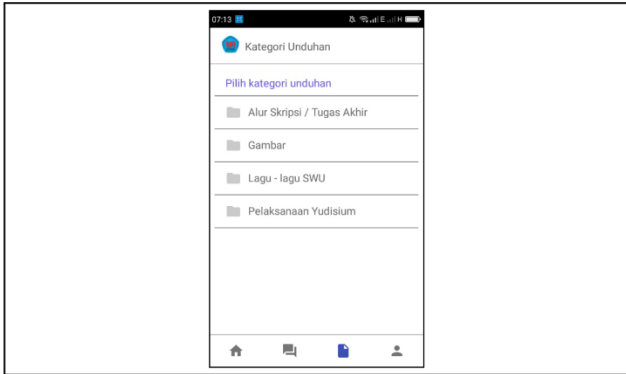 07:13 E H
Kategori Unduhan
Pilih kategori unduhan
Alur Skripsi / Tugas Akhir
Gambar
Lagu - lagu SWU
Pelaksanaan Yudisium